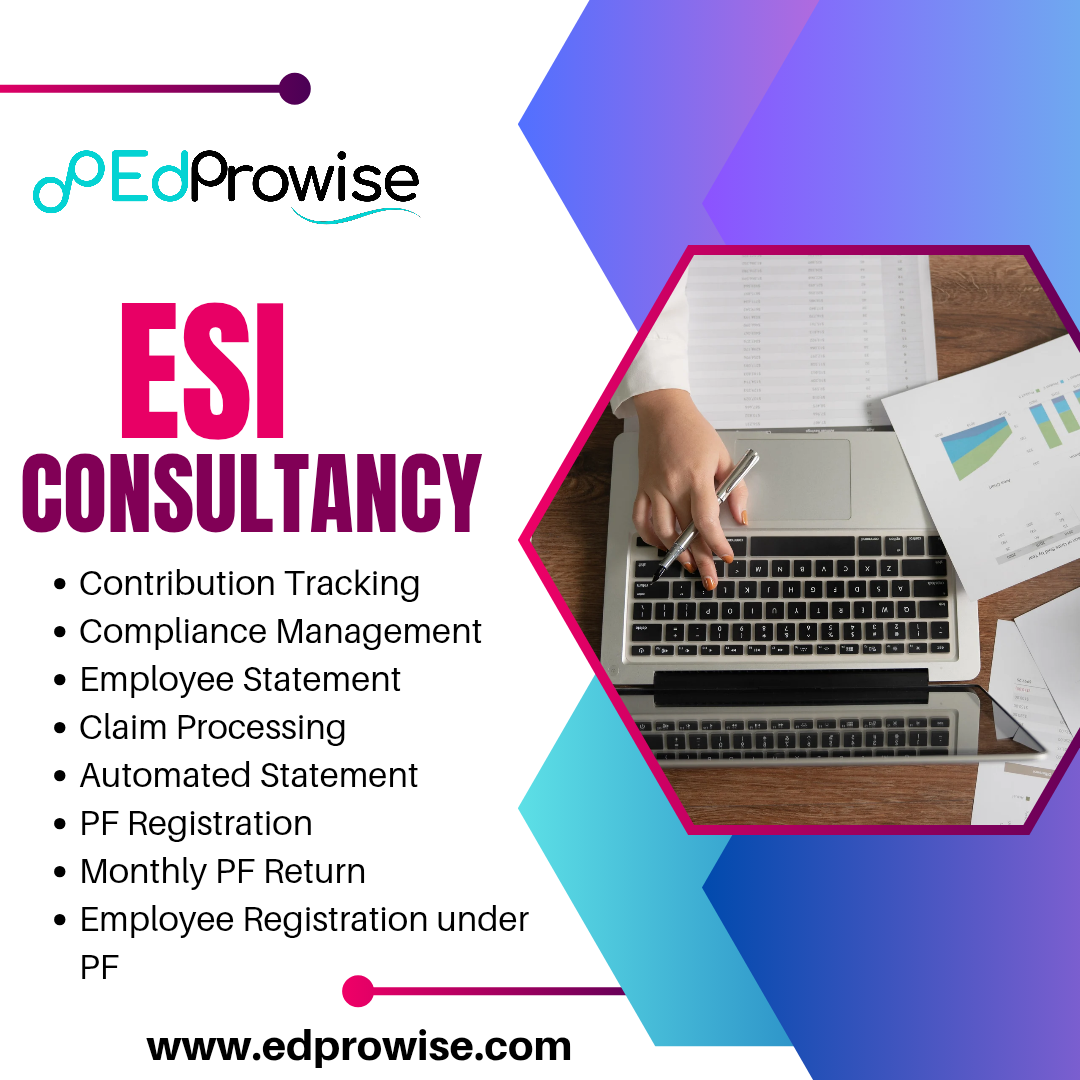 EdProwise
ESI
CONSULTANCY
• Contribution Tracking
• Compliance Management
• Employee Statement
• Claim Processing
• Automated Statement
• PF Registration
• Monthly PF Return
• Employee Registration under
PF
www.edprowise.com